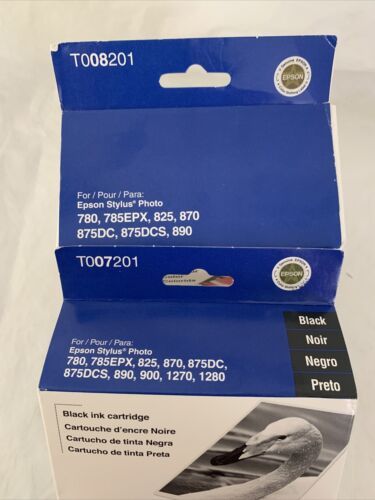 T008201
EPSON
For / Pour / Para:
Epson Stylus® Photo
780, 785EPX, 825, 870
875DC, 875DCS, 890
T007201
EPSON
For / Pour / Para:
Epson Stylus® Photo
780, 785EPX, 825, 870, 875DC,
875DCS, 890, 900, 1270, 1280
Black
Noir
Negro
Preto
Black ink cartridge
Cartouche d'encre Noire
Cartucho de tinta Negra
Cartucho de tinta Preta